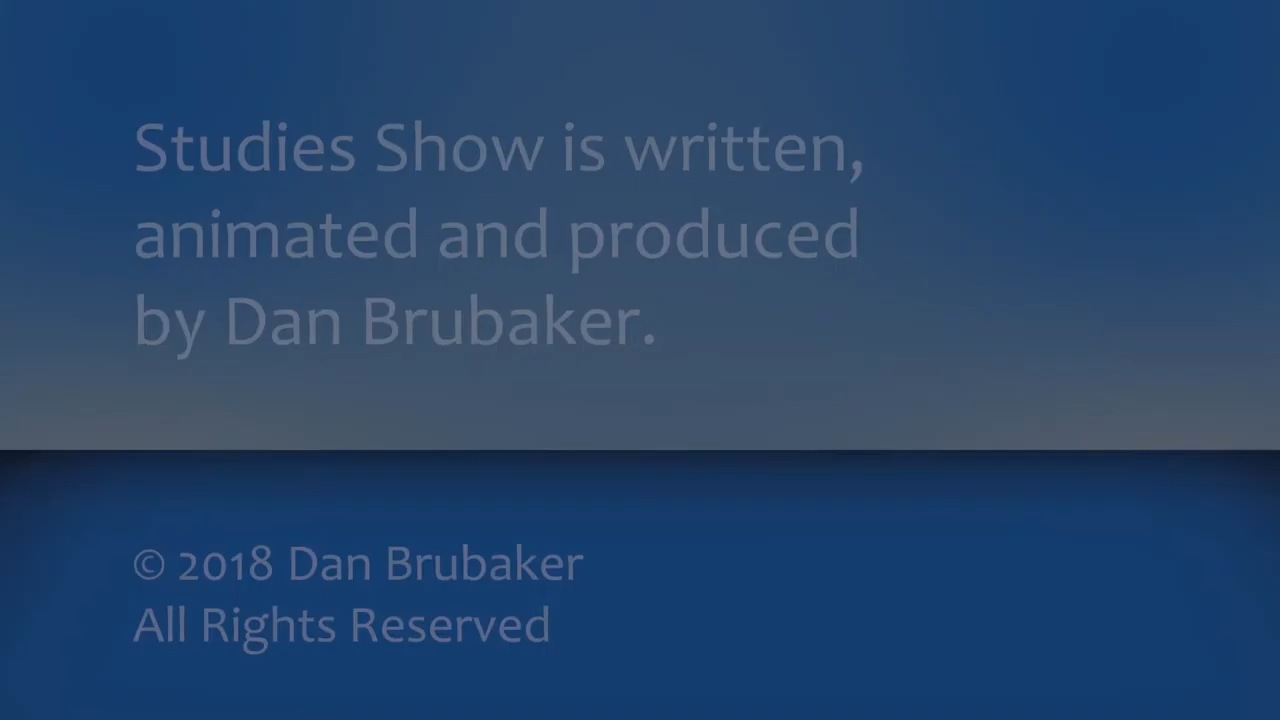 Studies Show is written,
animated and produced
by Dan Brubaker.
© 2018 Dan Brubaker
All Rights Reserved